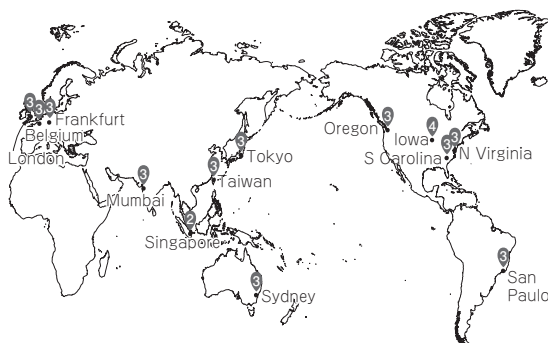 3 3 3
Frankfurt
Belgium
London
3
Mumbai
2
Singapore
3
Taiwan
3
Tokyo
3
Sydney
3
Oregon
4
Iowa
3
S Carolina
3
N Virginia
3
San
Paulo